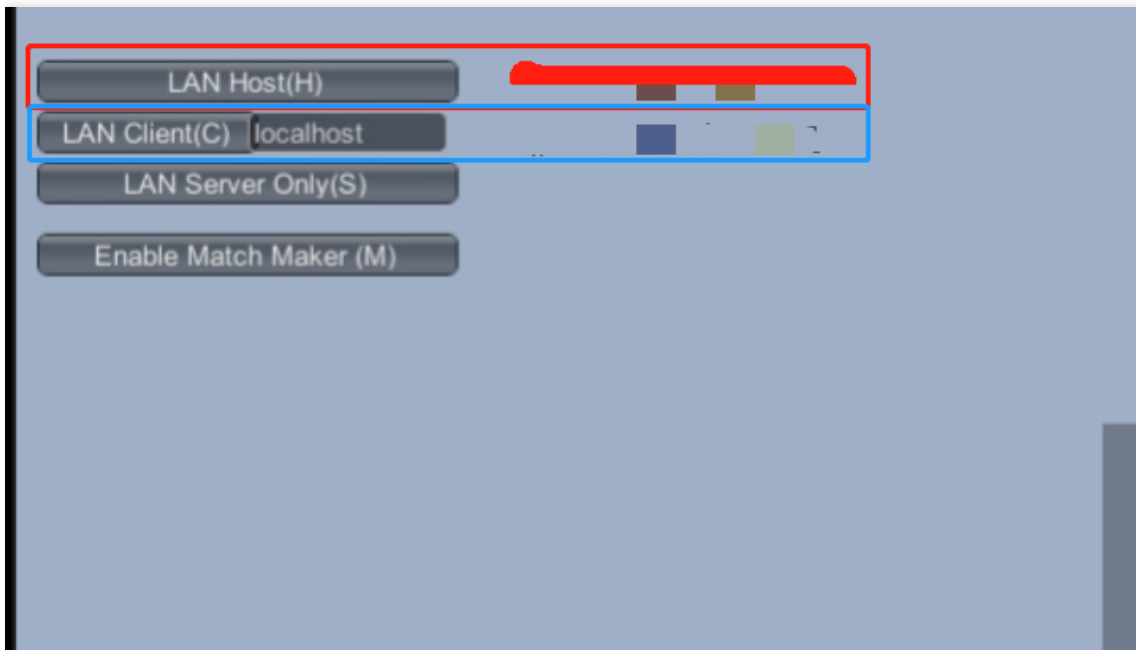 LAN Host(H)
LAN Client(C) localhost
LAN Server Only(S)
Enable Match Maker (M)